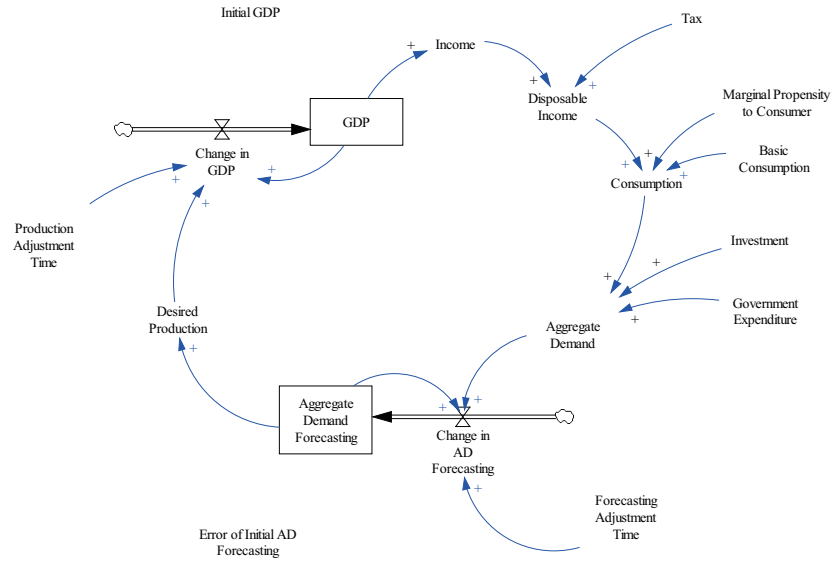 Initial GDP
Tax
+
Income
+
+
Disposable
Income
Marginal Propensity
to Consumer
GDP
+
+
Basic
Consumption
+
Consumption
Change in
GDP
+
+
+
Production
Adjustment
Time
Investment
+
+
Government
Expenditure
+
Desired
Production
Aggregate
Demand
+
Aggregate
Demand
Forecasting
+
+
Change in
AD
Forecasting
+
Forecasting
Adjustment
Time
Error of Initial AD
Forecasting